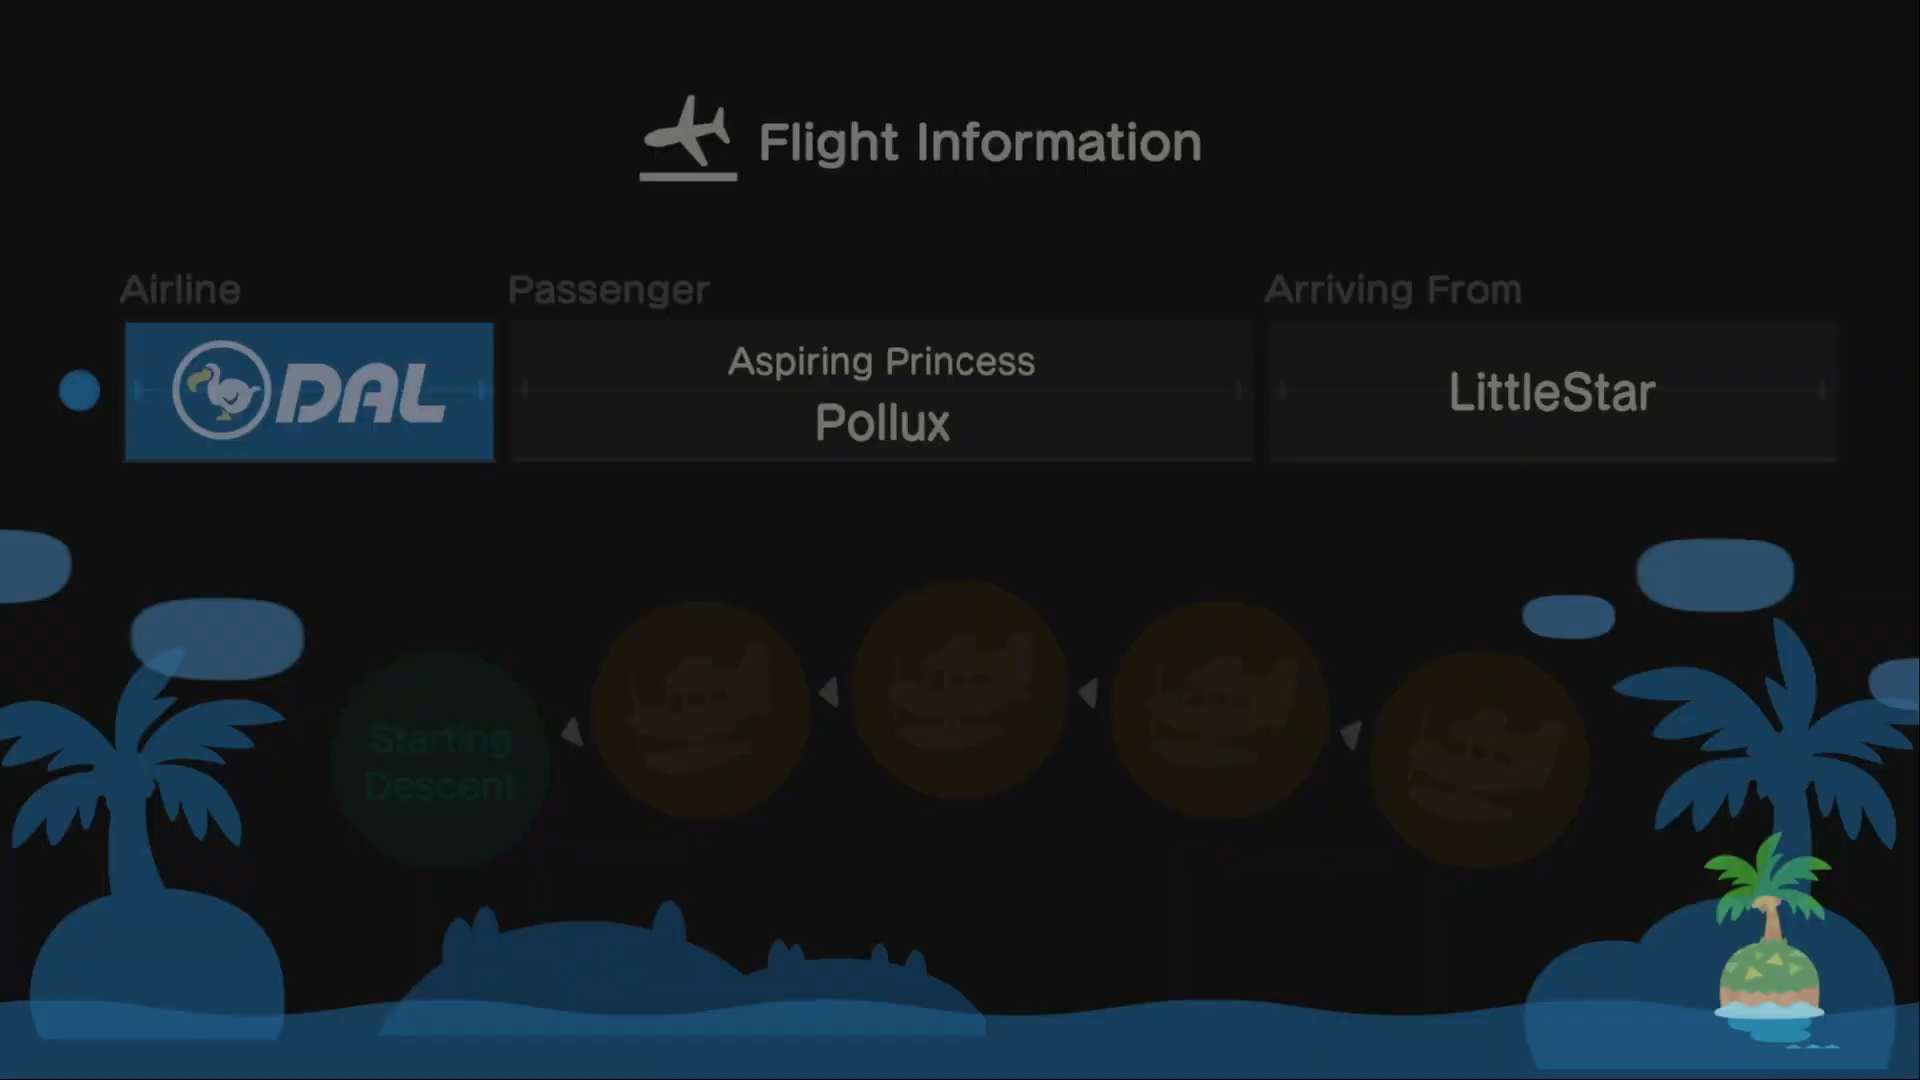 Flight Information
Airline
Passenger
Arriving From
DAL
Aspiring Princess
Pollux
LittleStar
Starting
Descent